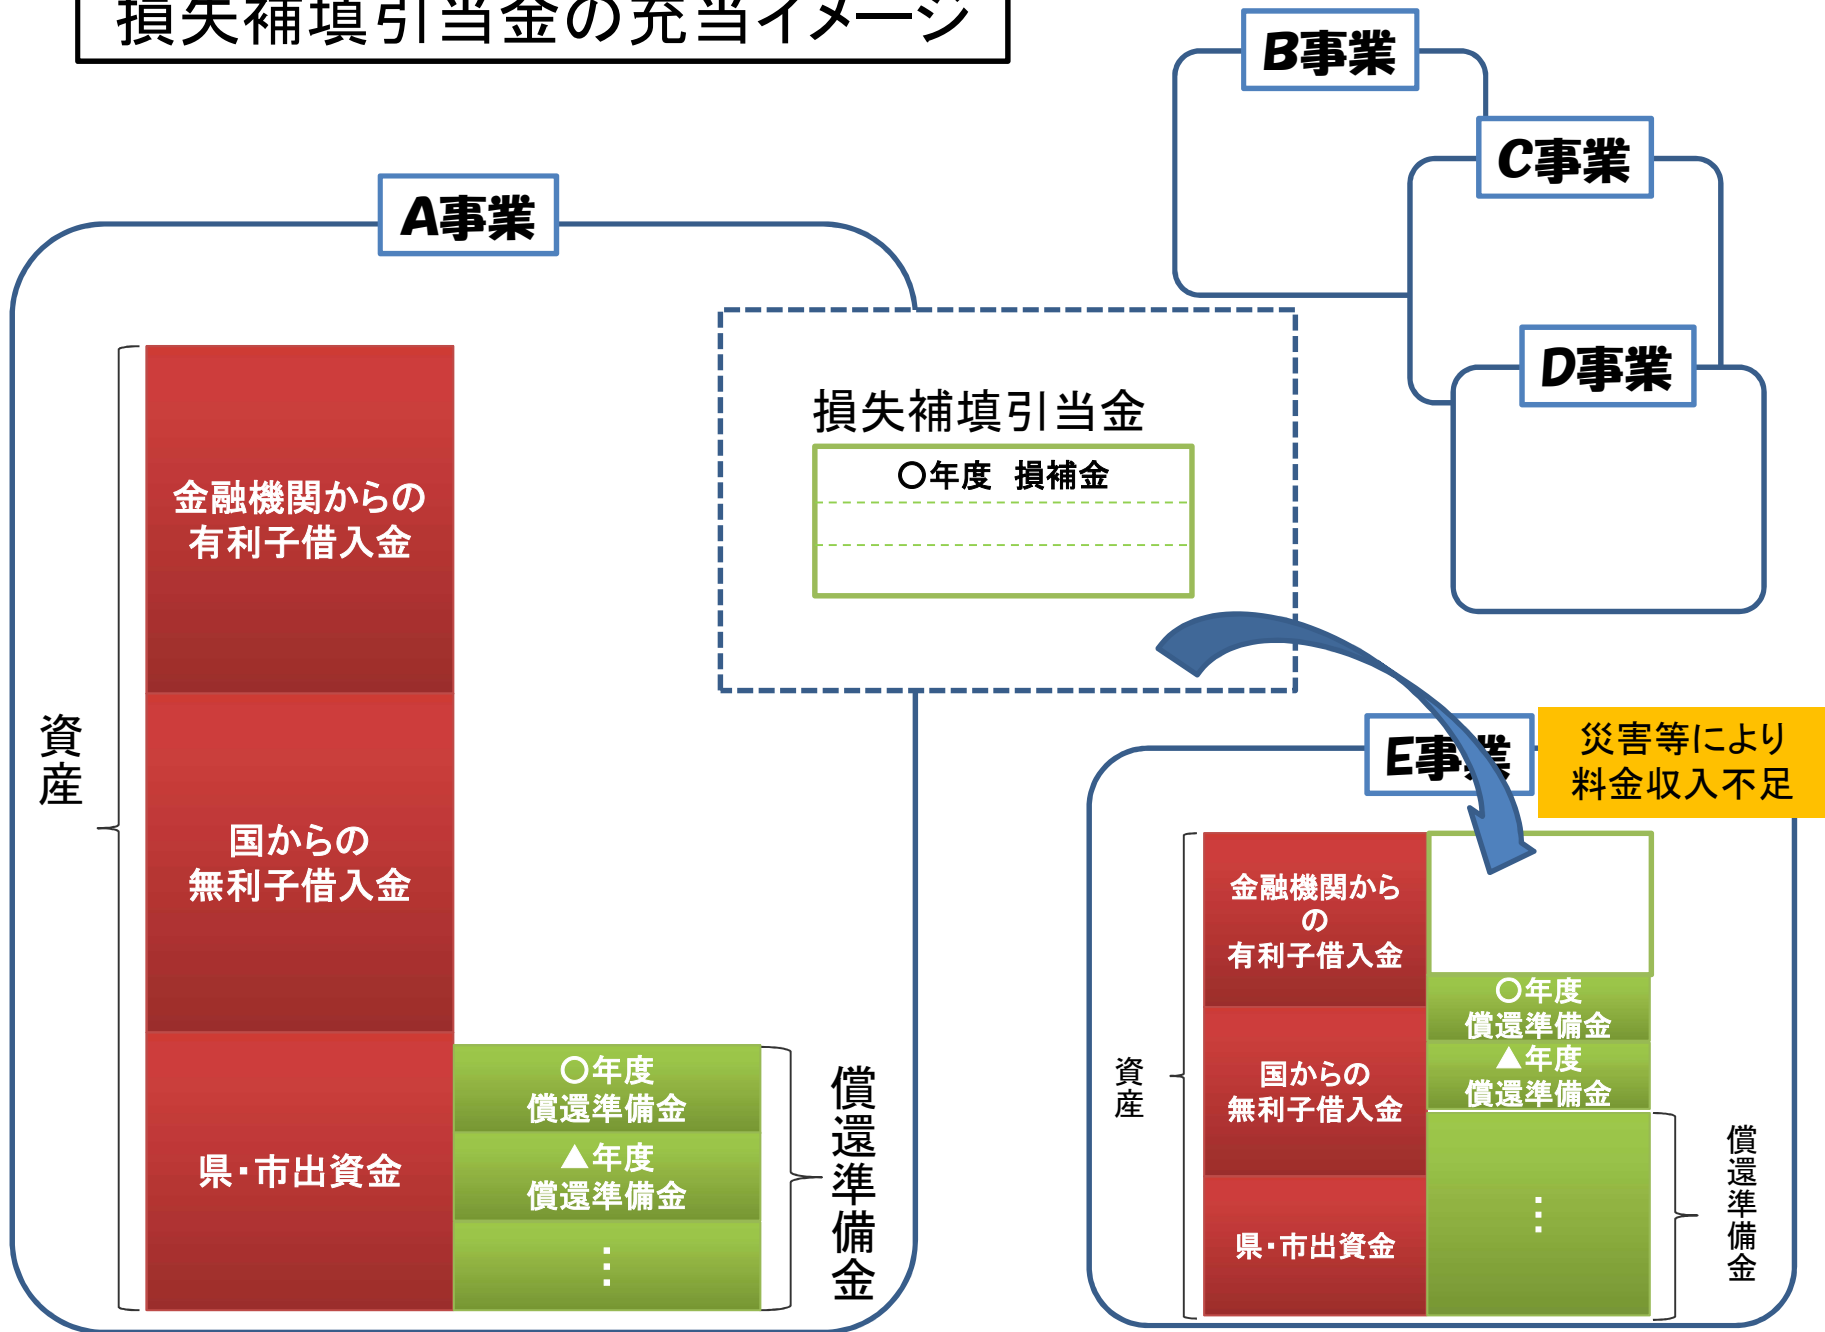 損失補填引当金の充当イメージ
B事業
C事業
D事業
A事業
損失補填引当金
〇年度 損補金
資産
金融機関からの
有利子借入金
国からの
無利子借入金
県・市出資金
〇年度
償還準備金
▲年度
償還準備金
…
償還準備金
E事業
災害等により
料金収入不足
資産
金融機関から
の
有利子借入金
国からの
無利子借入金
県・市出資金
〇年度
償還準備金
▲年度
償還準備金
…
償還準備金